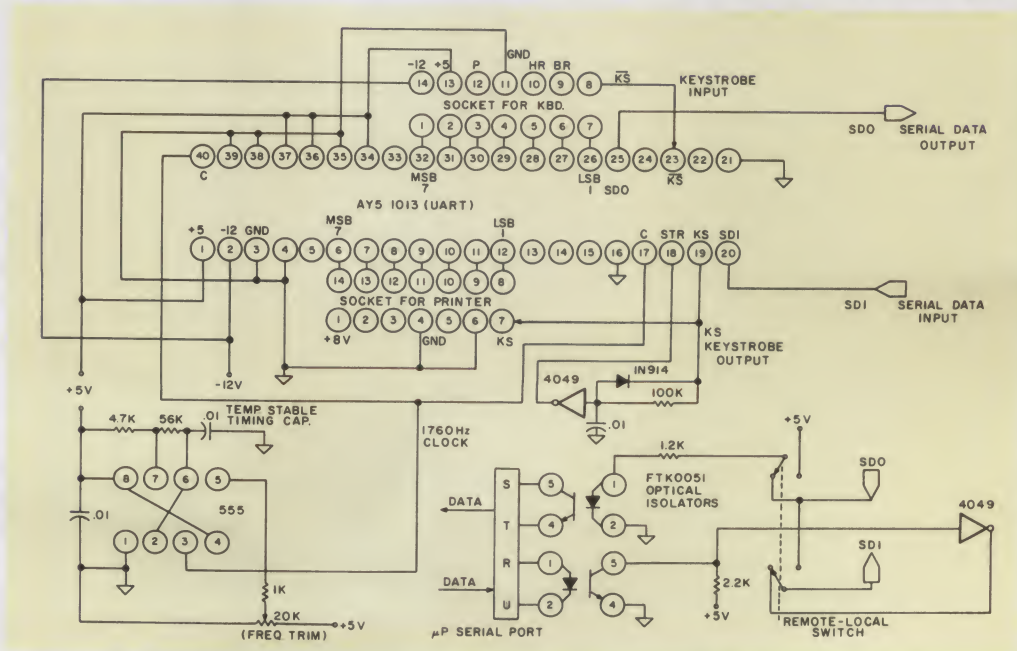 GND
-12 +5 P HR BR
14 13 12 11 10 9 8 KS
KEYSTROBE
INPUT
SOCKET FOR KBD.
1 2 3 4 5 6 7
SDO SERIAL DATA
OUTPUT
40 39 38 37 36 35 34 33 32 31 30 29 28 27 26 25 24 23 22 21
C MSB LSB KS
7 1 SDO
AY5 1013 (UART)
MSB LSB
+5 -12 GND 7 1 C STR KS SDI
1 2 3 4 5 6 7 8 9 10 11 12 13 14 15 16 17 18 19 20
14 13 12 11 10 9 8
SOCKET FOR PRINTER
SDI SERIAL DATA
INPUT
1 2 3 4 5 6 7
+8V GND KS
KS
KEYSTROBE
OUTPUT
+5V
-12V
4049
1N914
100K
.01
TEMP. STABLE
TIMING CAP.
4.7K 56K .01
1760Hz
CLOCK
8 7 6 5
555
.01
1 2 3 4
1K
20K
(FREQ. TRIM)
+5V
DATA
S
T
R
U
DATA
μP SERIAL PORT
5 1
4 2
1 5
2 4
1.2K
FTK0051
OPTICAL
ISOLATORS
2.2K
+5V
+5V
SDO
4049
SDI
REMOTE-LOCAL
SWITCH